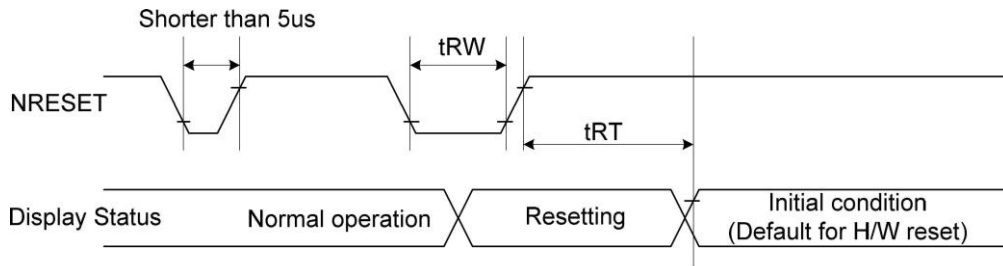 Shorter than 5us
tRW
NRESET
tRT
Display Status
Normal operation
Resetting
Initial condition
(Default for H/W reset)